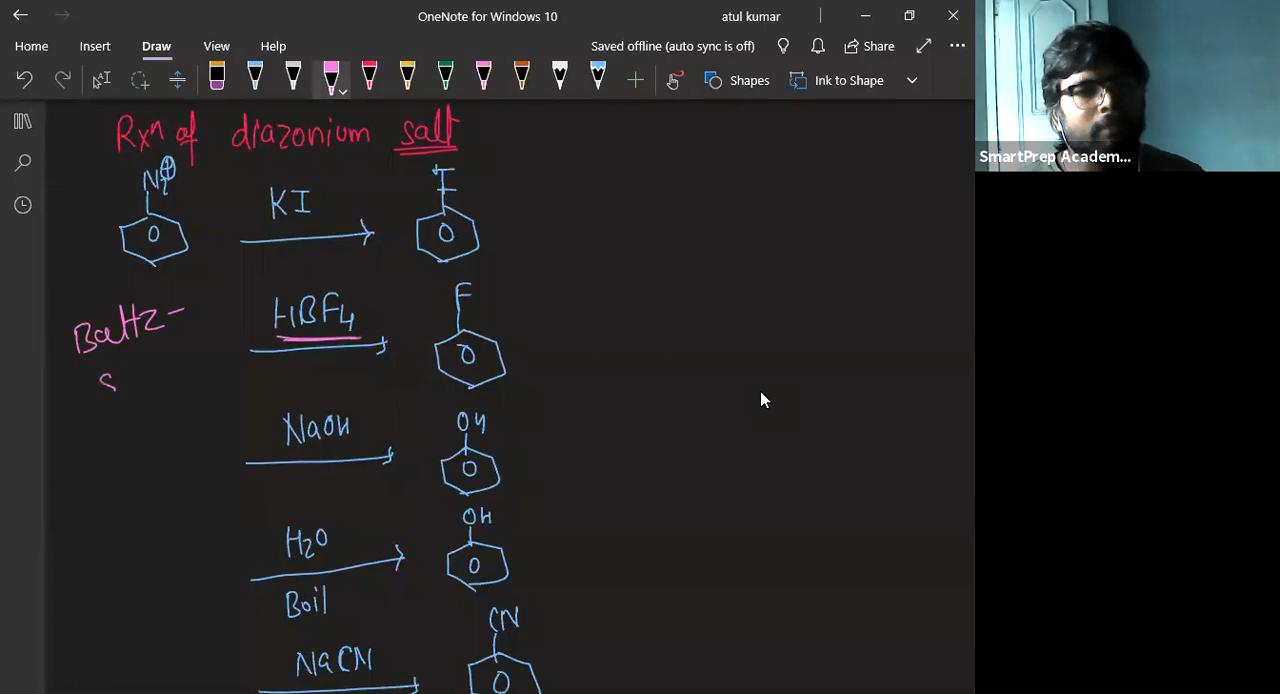 OneNote for Windows 10
atul kumar
Home Insert Draw View Help
Saved offline (auto sync is off)
Share
Shapes
Ink to Shape
SmartPrep Academ...
Rxn of diazonium salt
N2⊕
KI
I
Baltz-
S
HBF4
F
NaOH
OH
H2O
OH
Boil
NaCN
CN